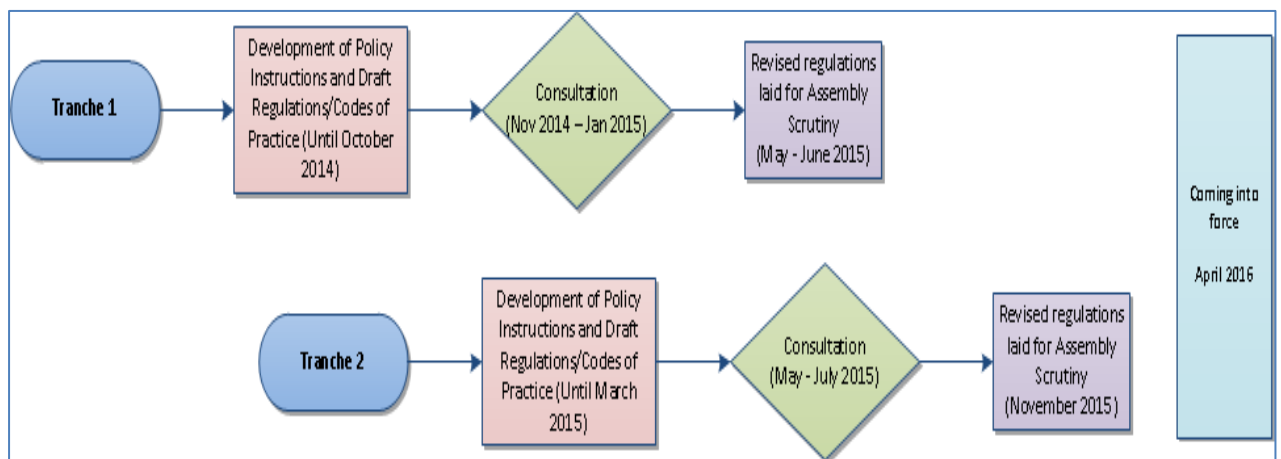 Tranche 1
Development of Policy
Instructions and Draft
Regulations/Codes of
Practice (Until October
2014)
Consultation
(Nov 2014 – Jan 2015)
Revised regulations
laid for Assembly
Scrutiny
(May - June 2015)
Coming into
force
April 2016
Tranche 2
Development of Policy
Instructions and Draft
Regulations/Codes of
Practice (Until March
2015)
Consultation
(May - July 2015)
Revised regulations
laid for Assembly
Scrutiny
(November 2015)